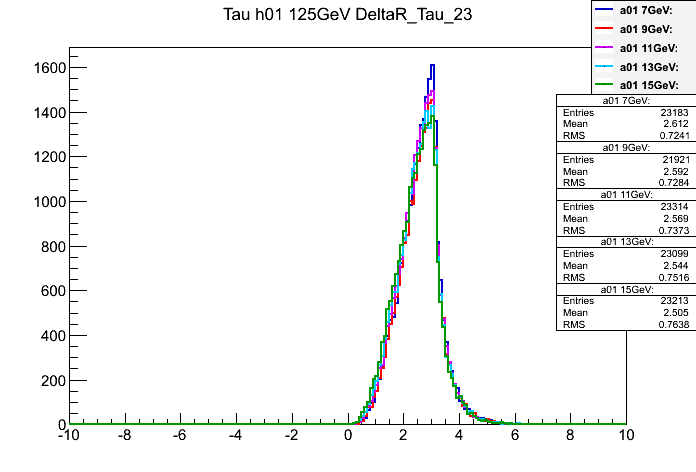 Tau h01 125GeV DeltaR_Tau_23
a01 7GeV:
a01 9GeV:
a01 11GeV:
a01 13GeV:
a01 15GeV:
a01 7GeV:
Entries 23183
Mean 2.612
RMS 0.7241
a01 9GeV:
Entries 21921
Mean 2.592
RMS 0.7284
a01 11GeV:
Entries 23314
Mean 2.569
RMS 0.7373
a01 13GeV:
Entries 23099
Mean 2.544
RMS 0.7516
a01 15GeV:
Entries 23213
Mean 2.505
RMS 0.7638
1600
1400
1200
1000
800
600
400
200
0
-10 -8 -6 -4 -2 0 2 4 6 8 10